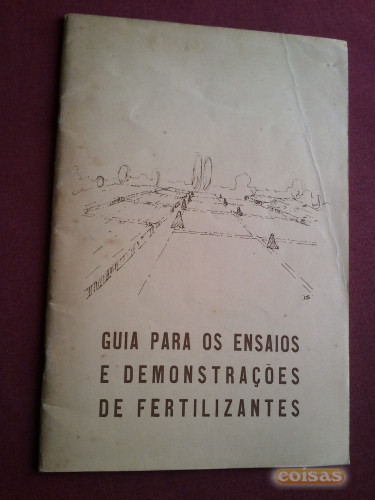 GUIA PARA OS ENSAIOS
E DEMONSTRAÇÕES
DE FERTILIZANTES
coisas